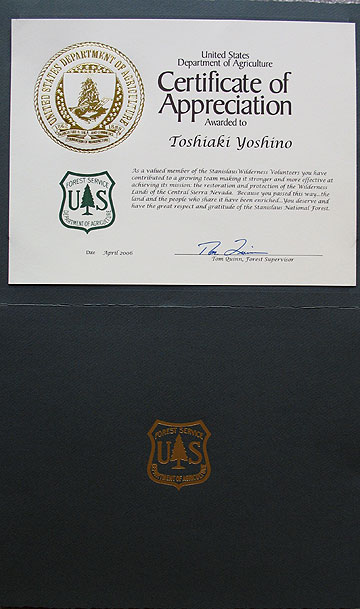 United States
Department of Agriculture
Certificate of
Appreciation
Awarded to
Toshiaki Yoshino
UNITED STATES DEPARTMENT OF AGRICULTURE
As a valued member of the Stanislaus Wilderness Volunteers you have
contributed to a growing team making it stronger and more effective at
achieving its mission: the restoration and protection of the Wilderness
Lands of the Central Sierra Nevada. Because you passed this way...the
land and the people who share it have been enriched...You deserve and
have the great respect and gratitude of the Stanislaus National Forest.
FOREST SERVICE
U S
DEPARTMENT OF AGRICULTURE
Date April 2006
Tom Quinn, Forest Supervisor
FOREST SERVICE
U S
DEPARTMENT OF AGRICULTURE